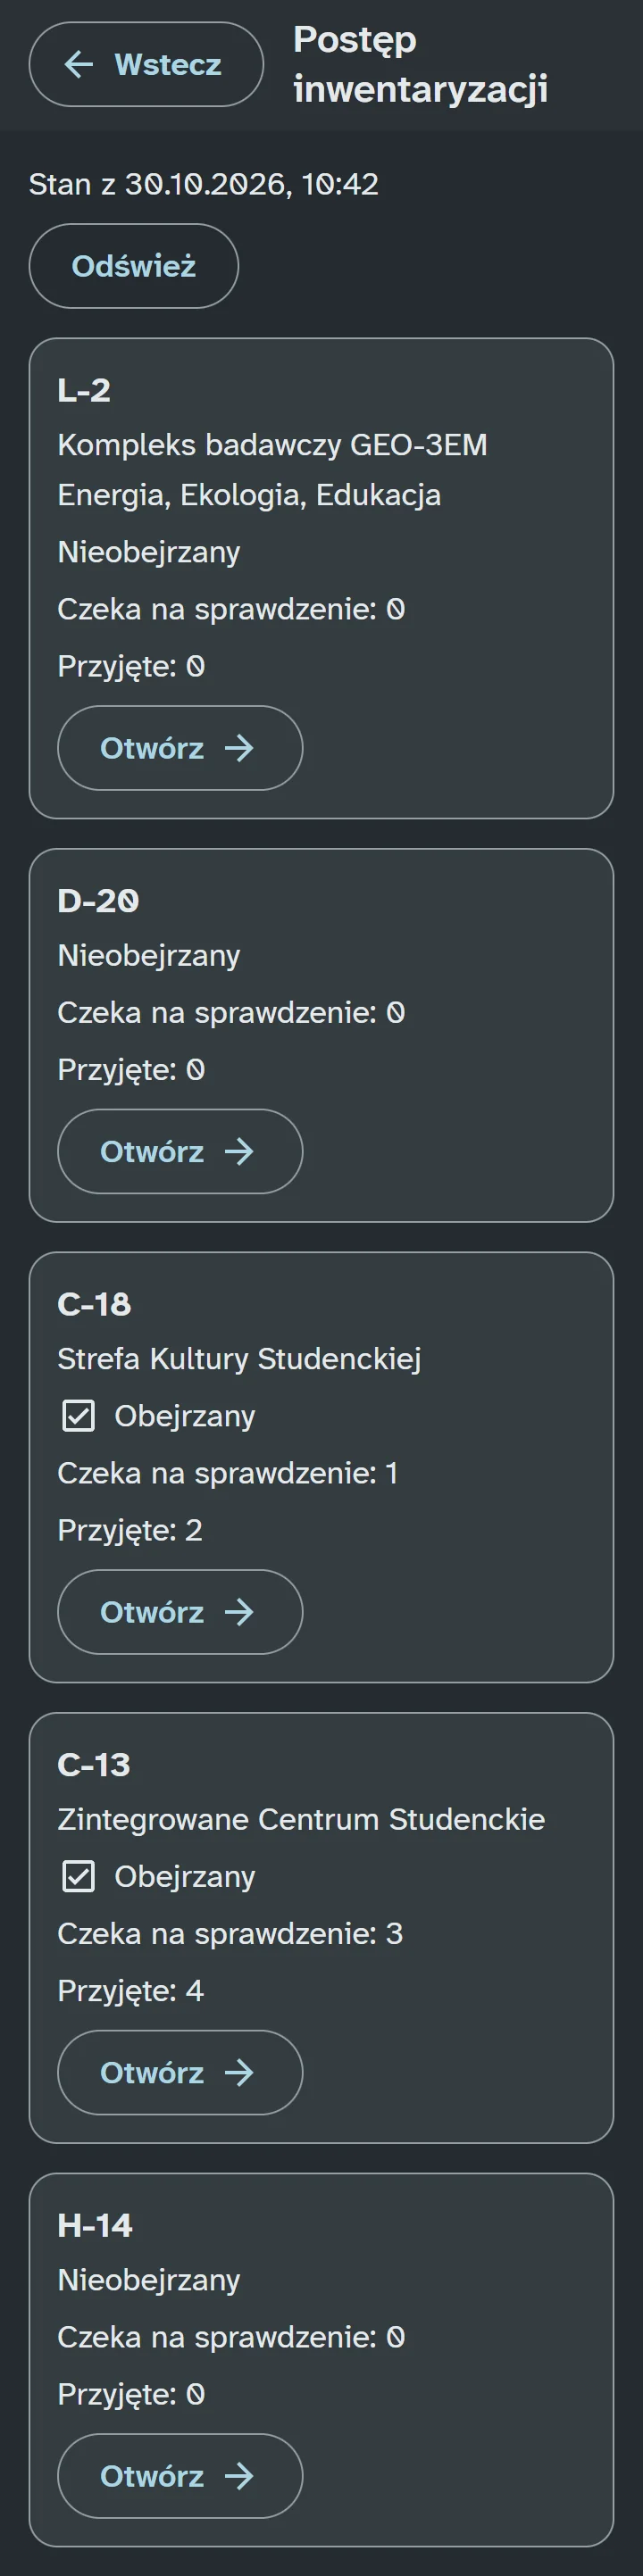 Wstecz
Postęp
inwentaryzacji
Stan z 30.10.2026, 10:42
Odśwież
L-2
Kompleks badawczy GEO-3EM
Energia, Ekologia, Edukacja
Nieobejrzany
Czeka na sprawdzenie: 0
Przyjęte: 0
Otwórz
D-20
Nieobejrzany
Czeka na sprawdzenie: 0
Przyjęte: 0
Otwórz
C-18
Strefa Kultury Studenckiej
Obejrzany
Czeka na sprawdzenie: 1
Przyjęte: 2
Otwórz
C-13
Zintegrowane Centrum Studenckie
Obejrzany
Czeka na sprawdzenie: 3
Przyjęte: 4
Otwórz
H-14
Nieobejrzany
Czeka na sprawdzenie: 0
Przyjęte: 0
Otwórz